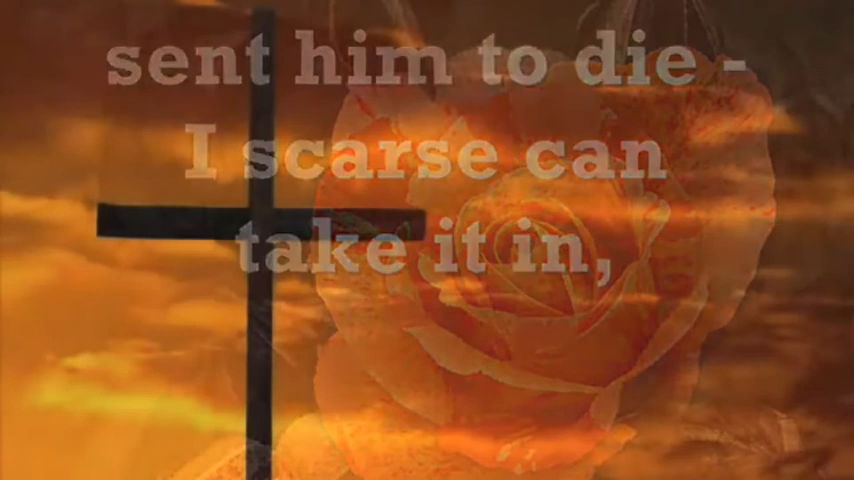 sent him to die -
I scarse can
take it in,